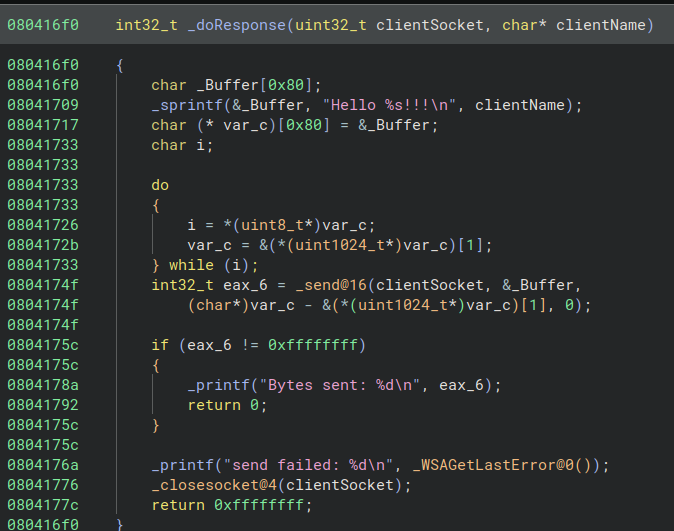 080416f0 int32_t _doResponse(uint32_t clientSocket, char* clientName)
080416f0 {
080416f0 char _Buffer[0x80];
08041709 _sprintf(&_Buffer, "Hello %s!!!\n", clientName);
08041717 char (* var_c)[0x80] = &_Buffer;
08041733 char i;
08041733
08041733 do
08041733 {
08041726 i = *(uint8_t*)var_c;
0804172b var_c = &(*(uint1024_t*)var_c)[1];
08041733 } while (i);
0804174f int32_t eax_6 = _send@16(clientSocket, &_Buffer,
0804174f (char*)var_c - &(*(uint1024_t*)var_c)[1], 0);
0804174f
0804175c if (eax_6 != 0xffffffff)
0804175c {
0804178a _printf("Bytes sent: %d\n", eax_6);
08041792 return 0;
0804175c }
0804175c
0804176a _printf("send failed: %d\n", _WSAGetLastError@0());
08041776 _closesocket@4(clientSocket);
0804177c return 0xffffffff;
080416f0 }